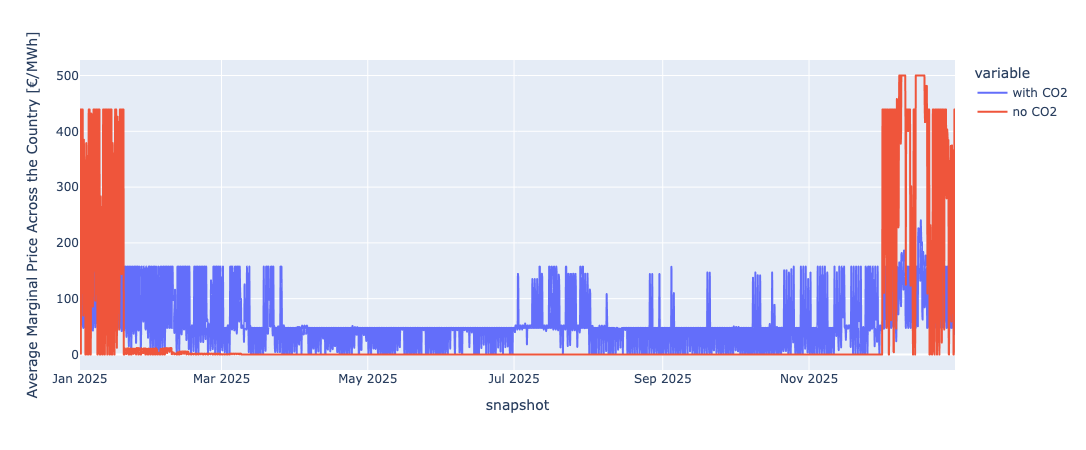 Average Marginal Price Across the Country [€/MWh]
500
400
300
200
100
0
Jan 2025
Mar 2025
May 2025
Jul 2025
Sep 2025
Nov 2025
snapshot
variable
with CO2
no CO2